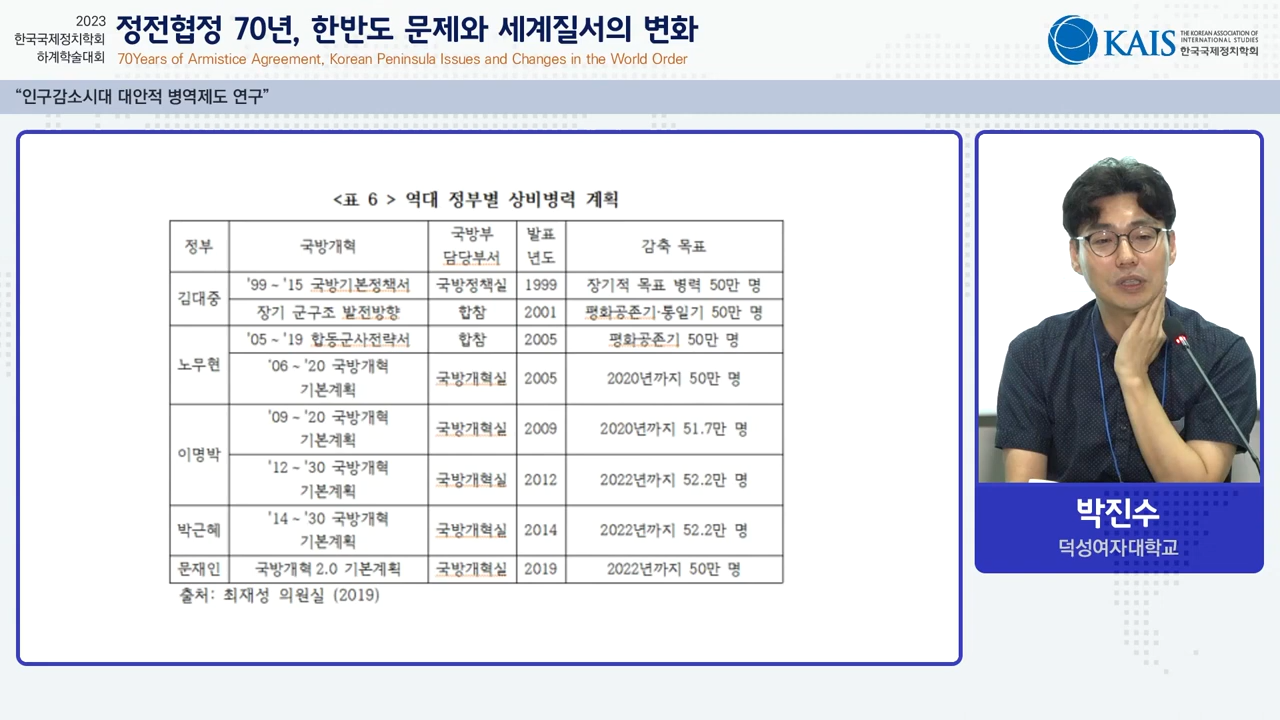 2023
한국국제정치학회
하계학술대회
정전협정 70년, 한반도 문제와 세계질서의 변화
70Years of Armistice Agreement, Korean Peninsula Issues and Changes in the World Order
KAIS
THE KOREAN ASSOCIATION OF
INTERNATIONAL STUDIES
한국국제정치학회
“인구감소시대 대안적 병역제도 연구”
<표 6 > 역대 정부별 상비병력 계획
정부 국방개혁 국방부 담당부서 발표 년도 감축 목표
김대중 '99 ~ '15 국방기본정책서 국방정책실 1999 장기적 목표 병력 50만 명
장기 군구조 발전방향 합참 2001 평화공존기·통일기 50만 명
노무현 '05 ~ '19 합동군사전략서 합참 2005 평화공존기 50만 명
'06 ~ '20 국방개혁 기본계획 국방개혁실 2005 2020년까지 50만 명
이명박 '09 ~ '20 국방개혁 기본계획 국방개혁실 2009 2020년까지 51.7만 명
'12 ~ '30 국방개혁 기본계획 국방개혁실 2012 2022년까지 52.2만 명
박근혜 '14 ~ '30 국방개혁 기본계획 국방개혁실 2014 2022년까지 52.2만 명
문재인 국방개혁 2.0 기본계획 국방개혁실 2019 2022년까지 50만 명
출처: 최재성 의원실 (2019)
박진수
덕성여자대학교